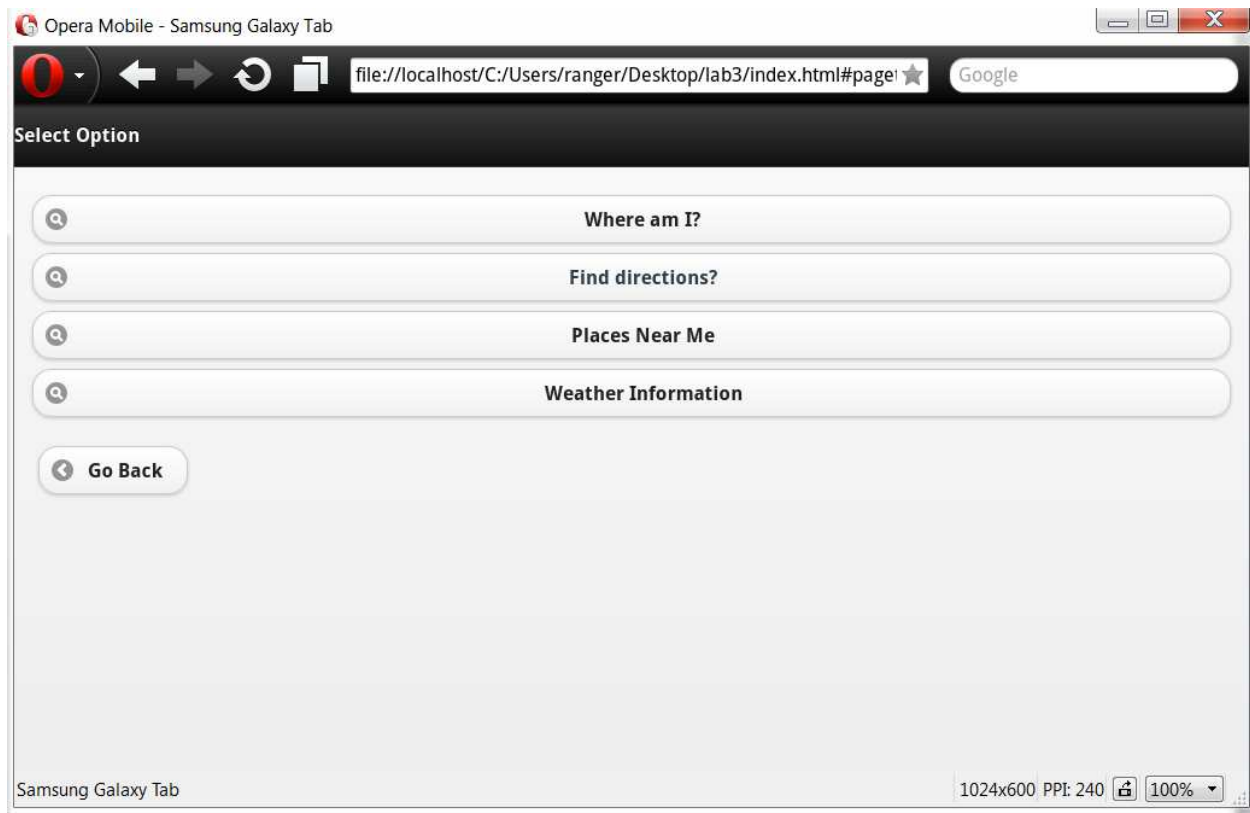 Opera Mobile - Samsung Galaxy Tab
file://localhost/C:/Users/ranger/Desktop/lab3/index.html#page
Google
Select Option
Where am I?
Find directions?
Places Near Me
Weather Information
Go Back
Samsung Galaxy Tab
1024x600 PPI: 240 100%